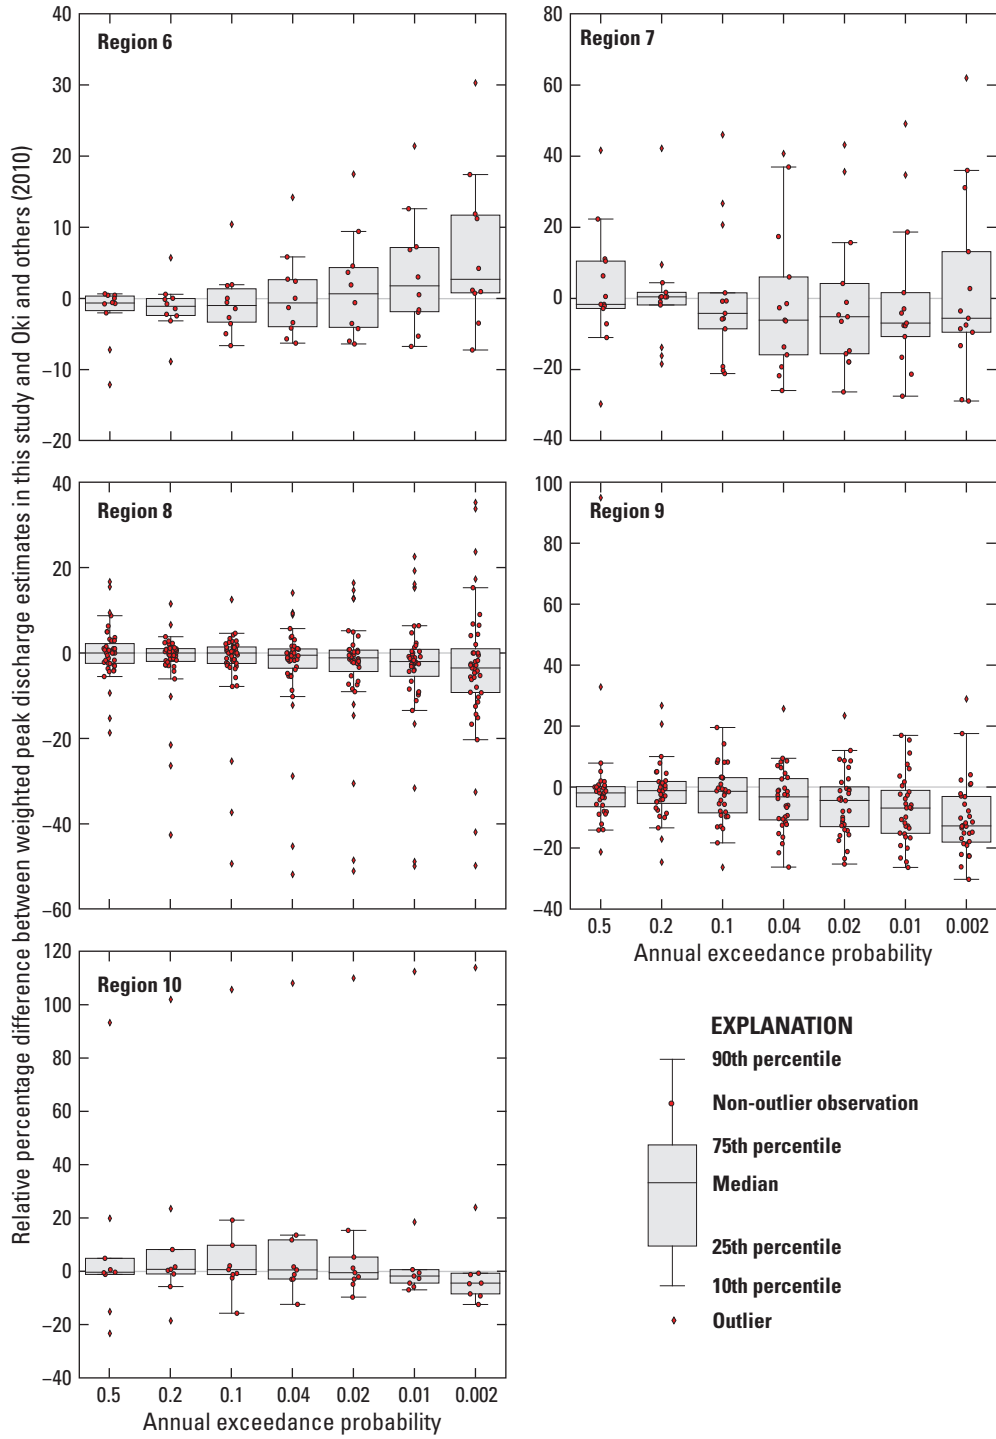 Relative percentage difference between weighted peak discharge estimates in this study and Oki and others (2010)
Region 6
40
30
20
10
0
−10
−20
Region 7
80
60
40
20
0
−20
−40
Region 8
40
20
0
−20
−40
−60
Region 9
100
80
60
40
20
0
−20
−40
0.5 0.2 0.1 0.04 0.02 0.01 0.002
Annual exceedance probability
Region 10
120
100
80
60
40
20
0
−20
−40
0.5 0.2 0.1 0.04 0.02 0.01 0.002
Annual exceedance probability
EXPLANATION
90th percentile
Non-outlier observation
75th percentile
Median
25th percentile
10th percentile
Outlier